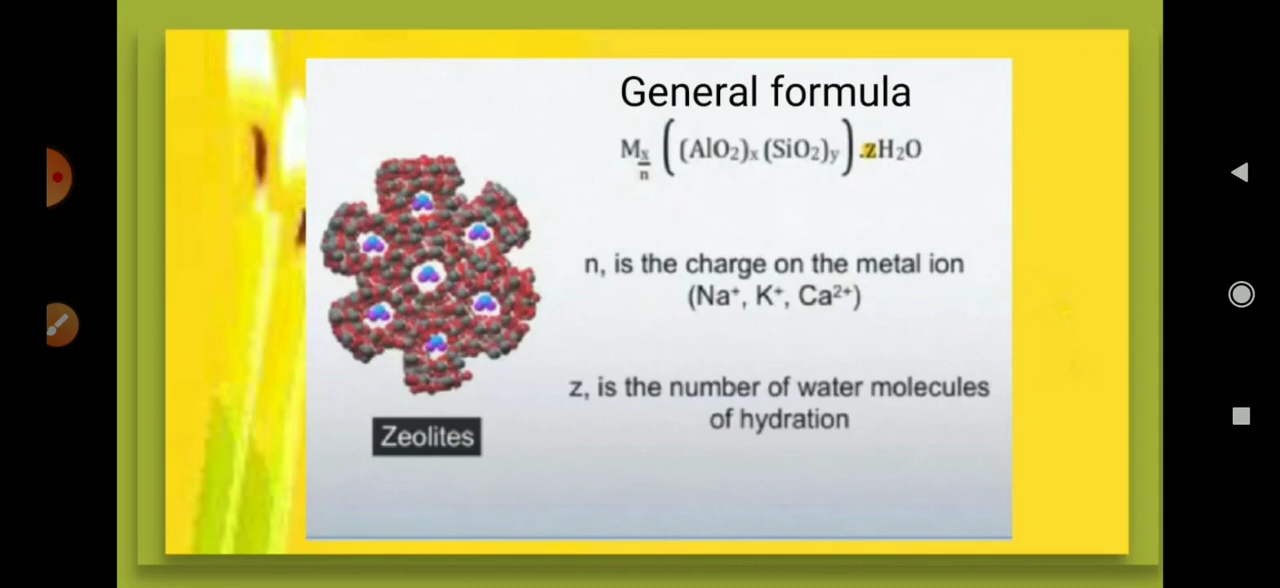 General formula
Mx/n ((AlO₂)ₓ (SiO₂)y) .zH₂O
n, is the charge on the metal ion
(Na⁺, K⁺, Ca²⁺)
z, is the number of water molecules
of hydration
Zeolites